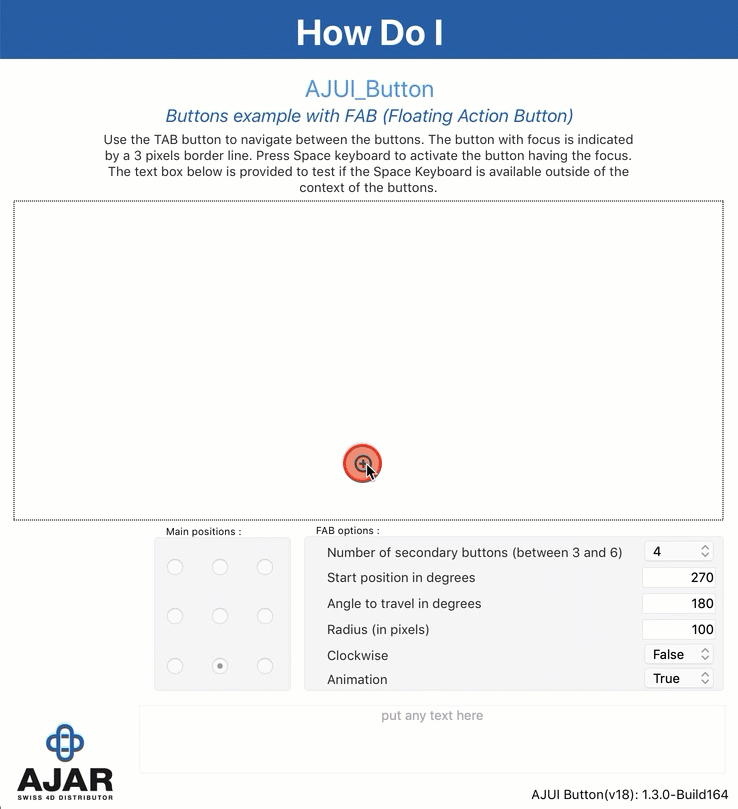 How Do I
AJUI_Button
Buttons example with FAB (Floating Action Button)
Use the TAB button to navigate between the buttons. The button with focus is indicated
by a 3 pixels border line. Press Space keyboard to activate the button having the focus.
The text box below is provided to test if the Space Keyboard is available outside of the
context of the buttons.
Main positions :
FAB options :
Number of secondary buttons (between 3 and 6) 4
Start position in degrees 270
Angle to travel in degrees 180
Radius (in pixels) 100
Clockwise False
Animation True
put any text here
AJAR
SWISS 4D DISTRIBUTOR
AJUI Button(v18): 1.3.0-Build164